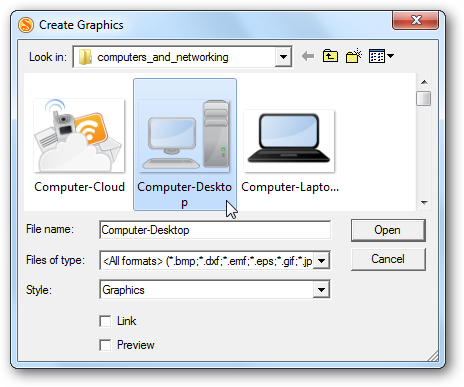 Create Graphics
Look in:
computers_and_networking
Computer-Cloud
Computer-Deskto
p
Computer-Lapto...
File name:
Computer-Desktop
Open
Files of type:
<All formats> (*.bmp;*.dxf;*.emf;*.eps;*.gif;*.jp
Cancel
Style:
Graphics
Link
Preview